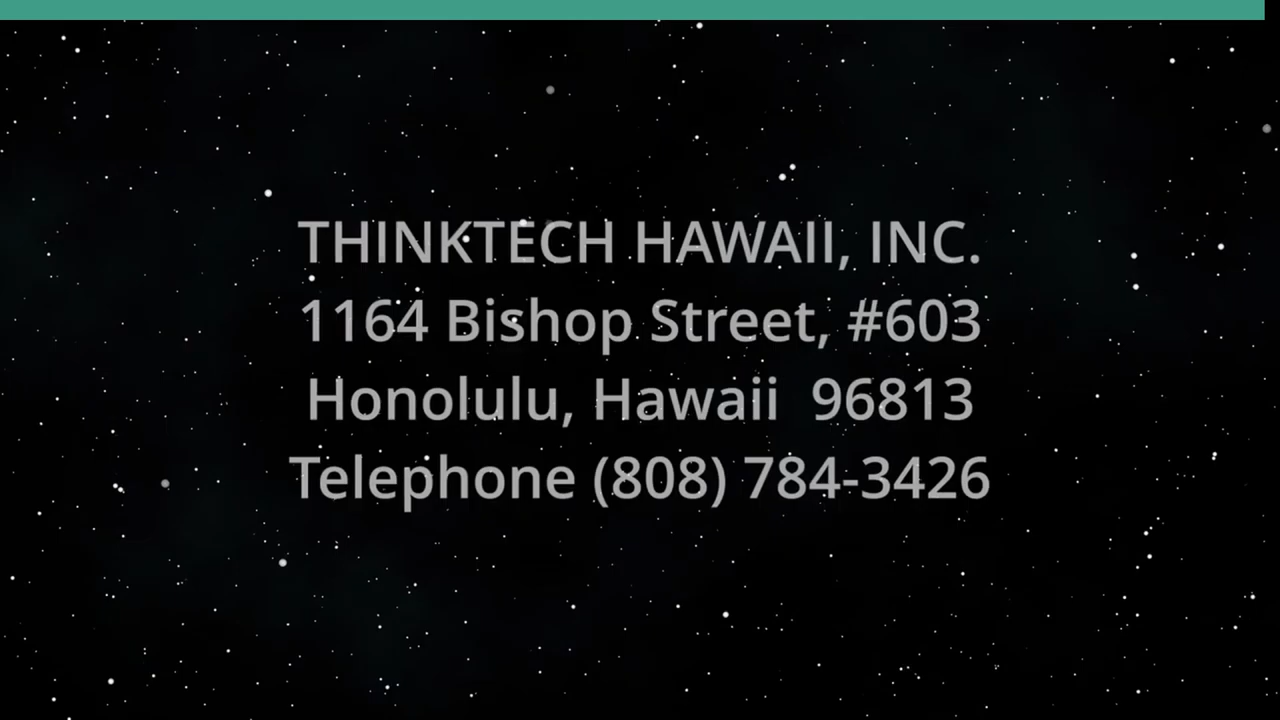 THINKTECH HAWAII, INC.
1164 Bishop Street, #603
Honolulu, Hawaii  96813
Telephone (808) 784-3426